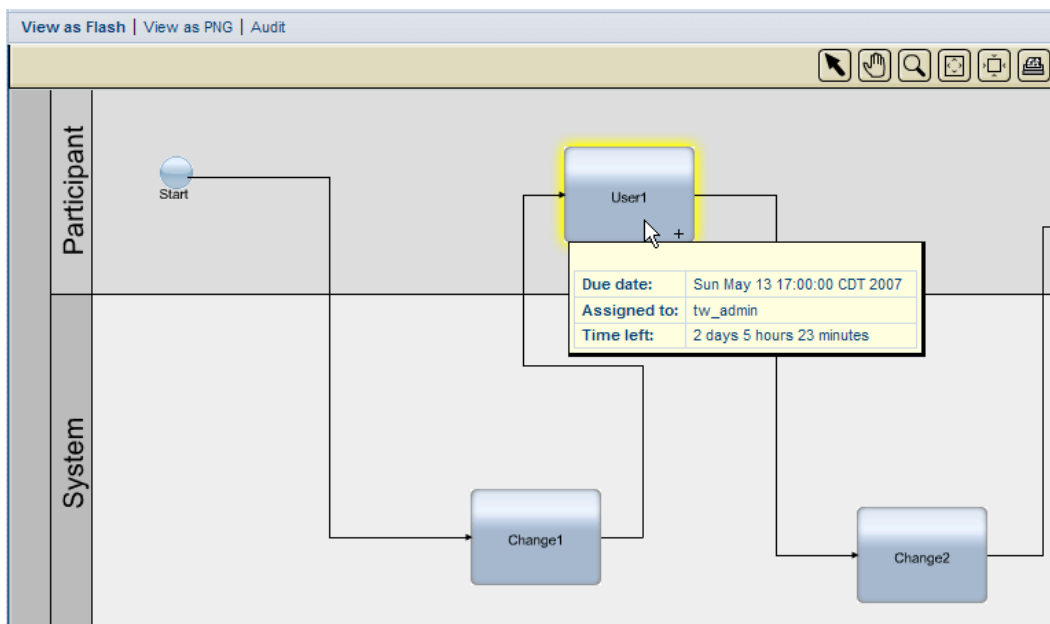 View as Flash | View as PNG | Audit
Participant
Start
User1
+
Due date: Sun May 13 17:00:00 CDT 2007
Assigned to: tw_admin
Time left: 2 days 5 hours 23 minutes
System
Change1
Change2